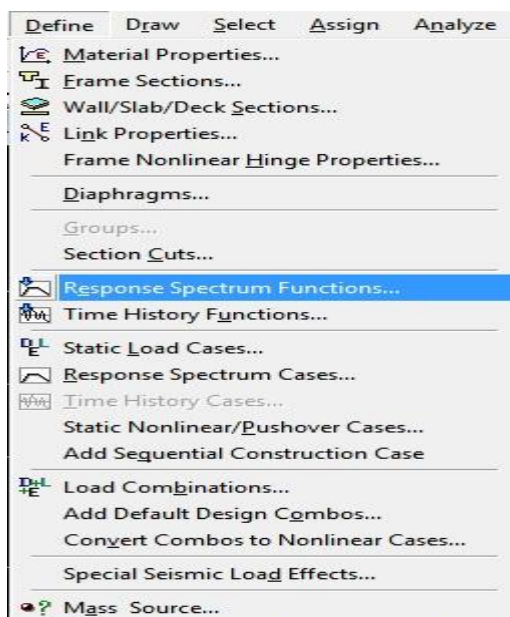 Define Draw Select Assign Analyze
Material Properties...
Frame Sections...
Wall/Slab/Deck Sections...
Link Properties...
Frame Nonlinear Hinge Properties...
Diaphragms...
Groups...
Section Cuts...
Response Spectrum Functions...
Time History Functions...
Static Load Cases...
Response Spectrum Cases...
Time History Cases...
Static Nonlinear/Pushover Cases...
Add Sequential Construction Case
Load Combinations...
Add Default Design Combos...
Convert Combos to Nonlinear Cases...
Special Seismic Load Effects...
Mass Source...